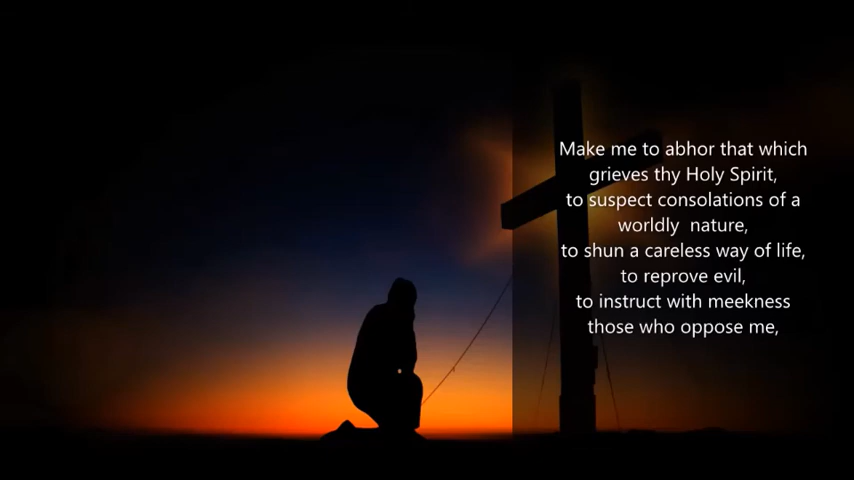 Make me to abhor that which
grieves thy Holy Spirit,
to suspect consolations of a
worldly nature,
to shun a careless way of life,
to reprove evil,
to instruct with meekness
those who oppose me,